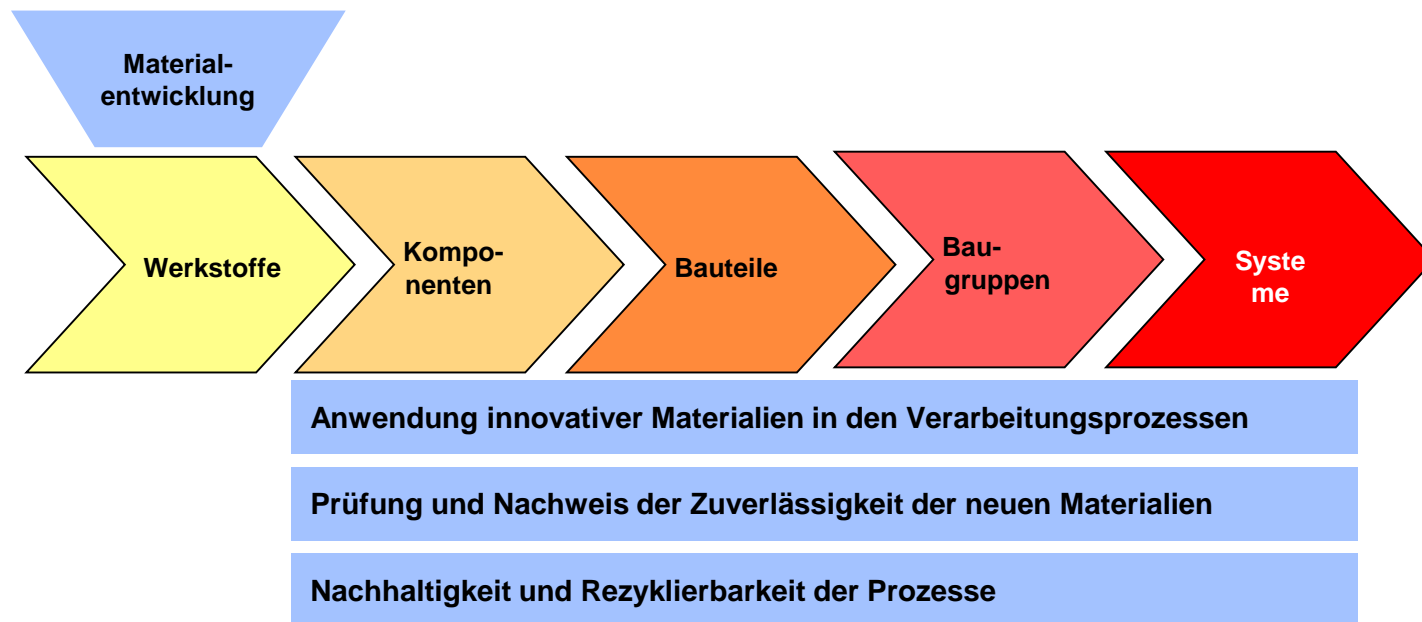 Material-
entwicklung
Werkstoffe
Kompo-
nenten
Bauteile
Bau-
gruppen
Syste
me
Anwendung innovativer Materialien in den Verarbeitungsprozessen
Prüfung und Nachweis der Zuverlässigkeit der neuen Materialien
Nachhaltigkeit und Rezyklierbarkeit der Prozesse